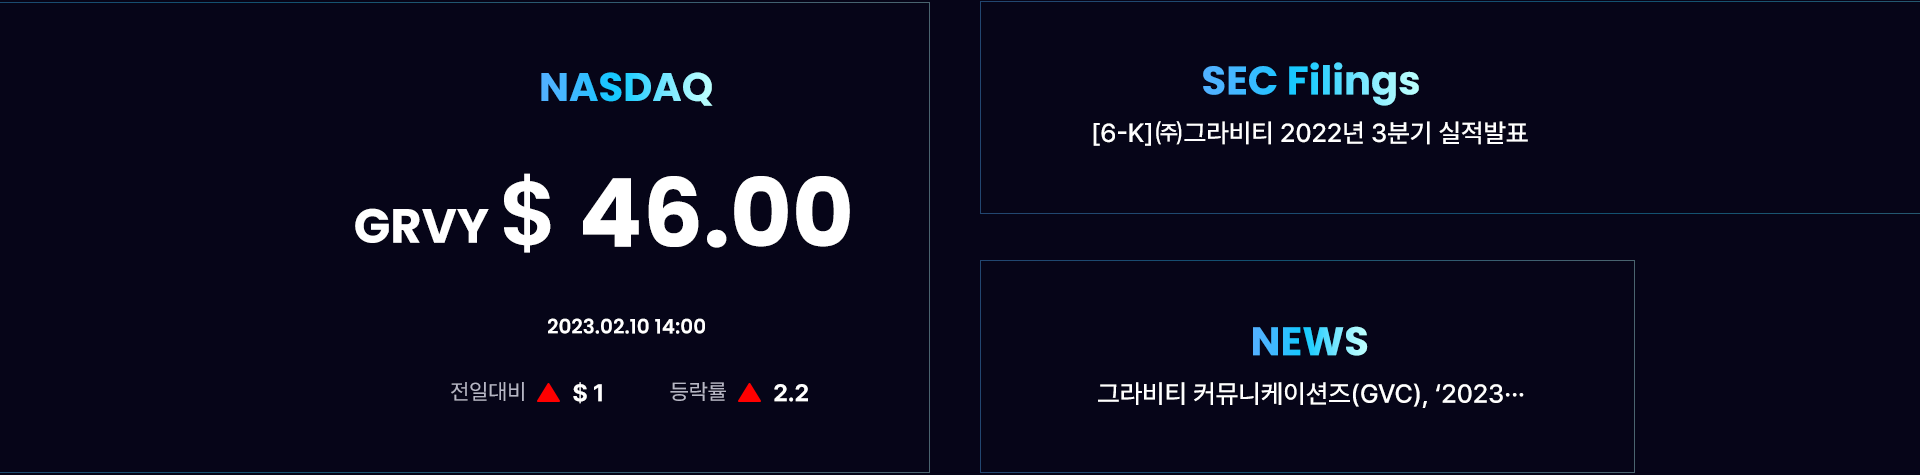 NASDAQ
GRVY $ 46.00
2023.02.10 14:00
전일대비 ▲ $ 1 등락률 ▲ 2.2
SEC Filings
[6-K]㈜그라비티 2022년 3분기 실적발표
NEWS
그라비티 커뮤니케이션즈(GVC), ‘2023···